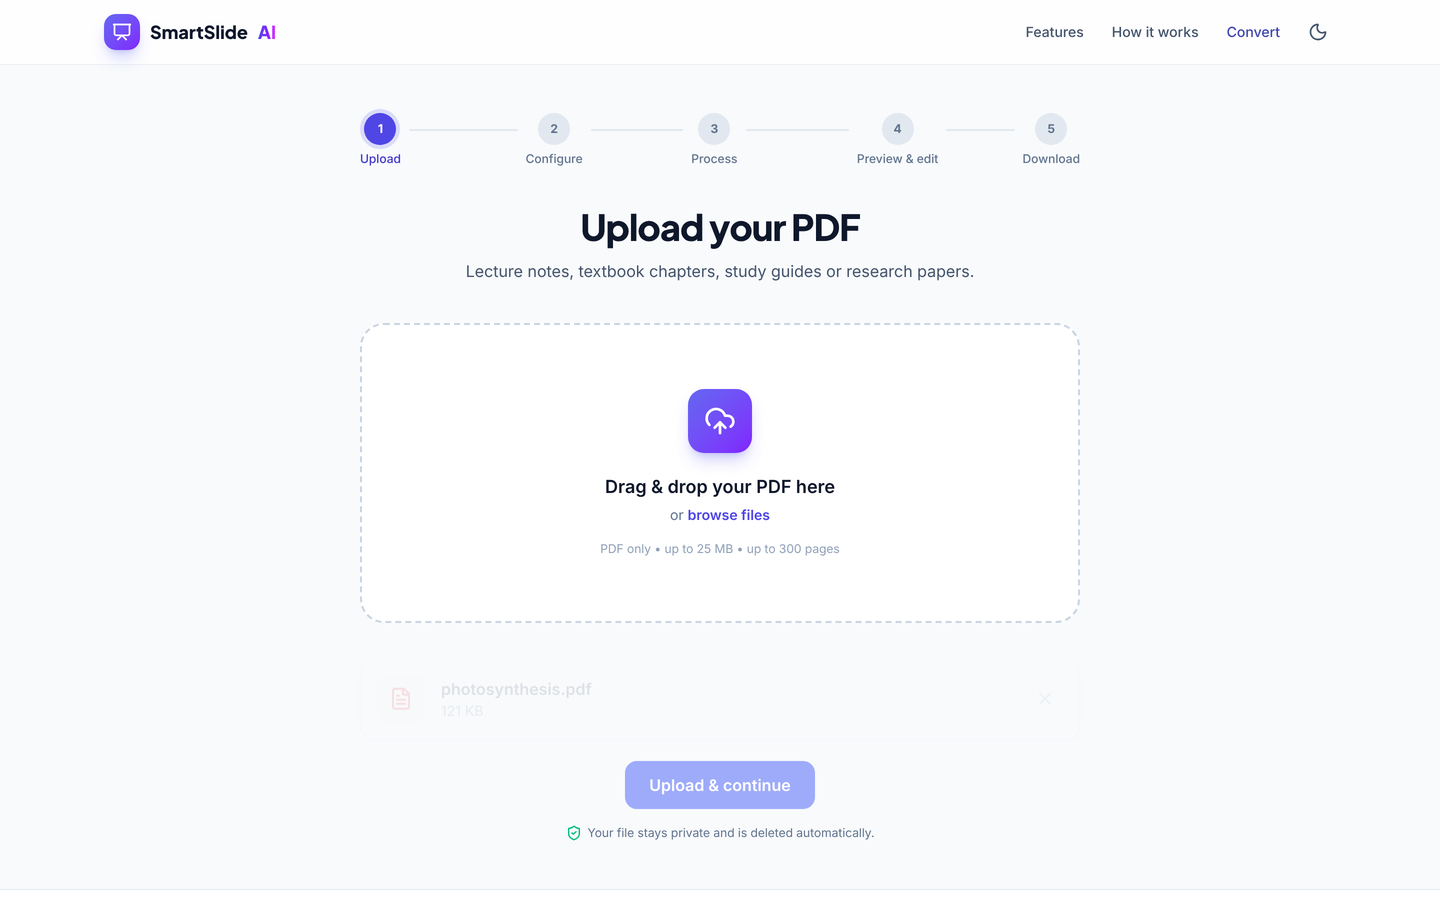 SmartSlide AI
Features
How it works
Convert
1
2
3
4
5
Upload
Configure
Process
Preview & edit
Download
Upload your PDF
Lecture notes, textbook chapters, study guides or research papers.
Drag & drop your PDF here
or browse files
PDF only • up to 25 MB • up to 300 pages
photosynthesis.pdf
121 KB
Upload & continue
Your file stays private and is deleted automatically.